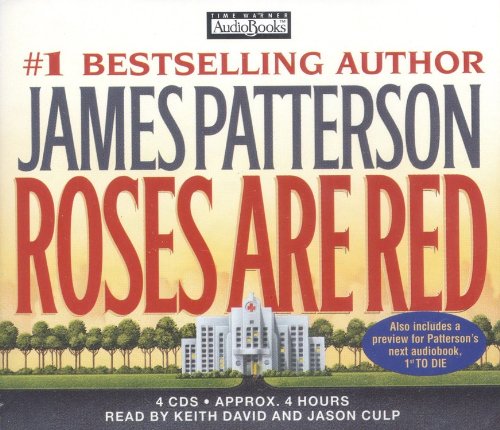 TIME WARNER
AudioBooks
#1 BESTSELLING AUTHOR
JAMES PATTERSON
ROSES ARE RED
Also includes a
preview for Patterson's
next audiobook,
1st TO DIE
4 CDS • APPROX. 4 HOURS
READ BY KEITH DAVID AND JASON CULP